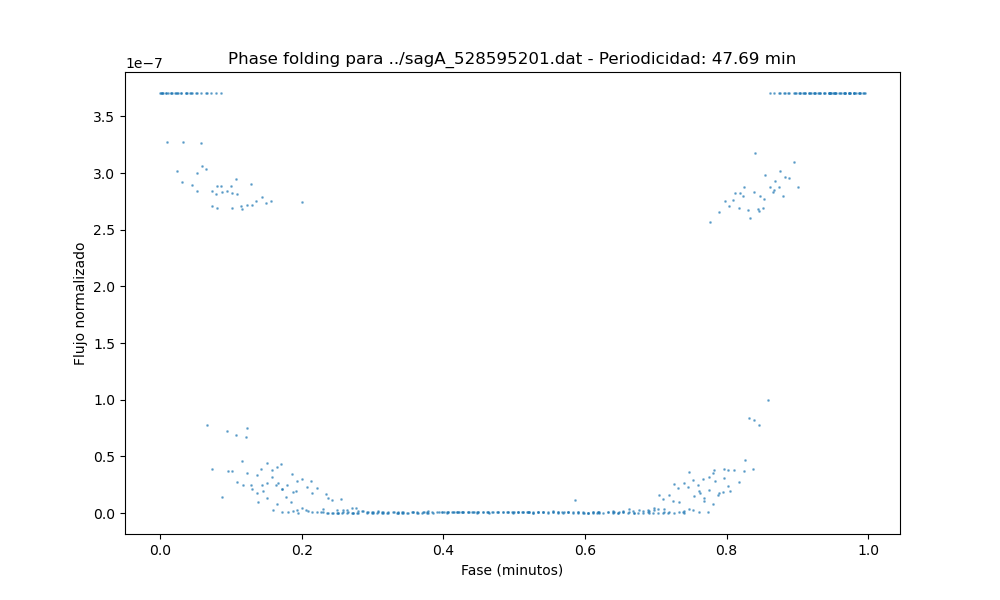 Phase folding para ../sagA_528595201.dat - Periodicidad: 47.69 min
1e−7
3.5
3.0
2.5
2.0
1.5
1.0
0.5
0.0
Flujo normalizado
0.0 0.2 0.4 0.6 0.8 1.0
Fase (minutos)